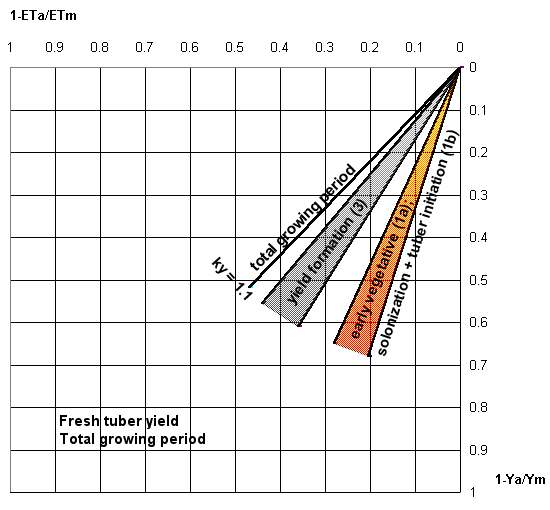 1-ETa/ETm
1 0.9 0.8 0.7 0.6 0.5 0.4 0.3 0.2 0.1 0
0
0.1
0.2
0.3
0.4
0.5
0.6
0.7
0.8
0.9
1
total growing period
ky = 1.1
yield formation (3)
early vegetative (1a);
solonization + tuber initiation (1b)
Fresh tuber yield
Total growing period
1-Ya/Ym